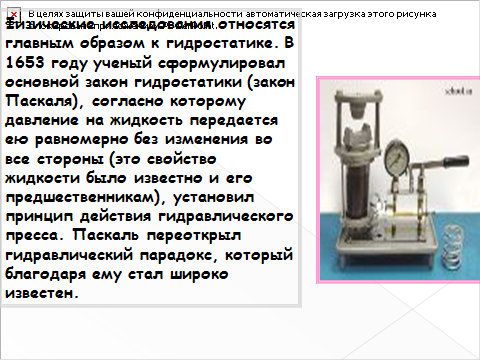 В целях защиты вашей конфиденциальности автоматическая загрузка этого рисунка
Физические исследования относятся
главным образом к гидростатике. В
1653 году ученый сформулировал
основной закон гидростатики (закон
Паскаля), согласно которому
давление на жидкость передается
ею равномерно без изменения во
все стороны (это свойство
жидкости было известно и его
предшественникам), установил
принцип действия гидравлического
пресса. Паскаль переоткрыл
гидравлический парадокс, который
благодаря ему стал широко
известен.